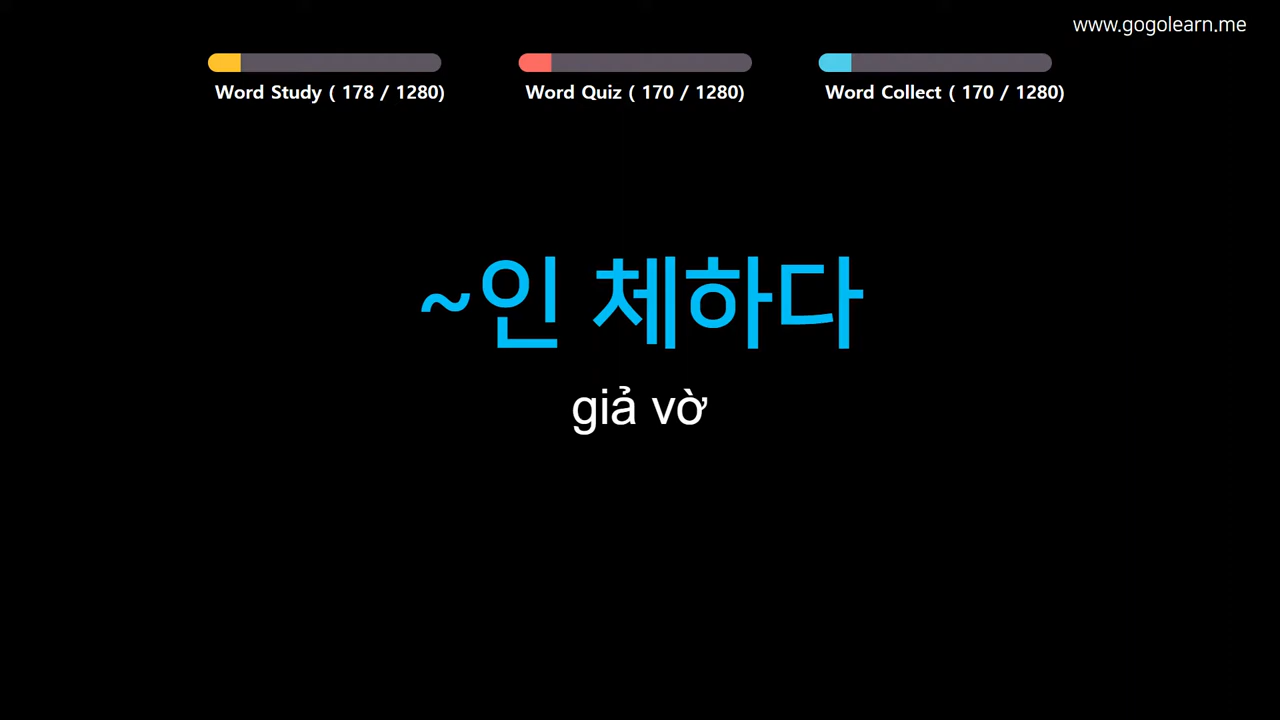 www.gogolearn.me
Word Study ( 178 / 1280)
Word Quiz ( 170 / 1280)
Word Collect ( 170 / 1280)
~인 체하다
giả vờ